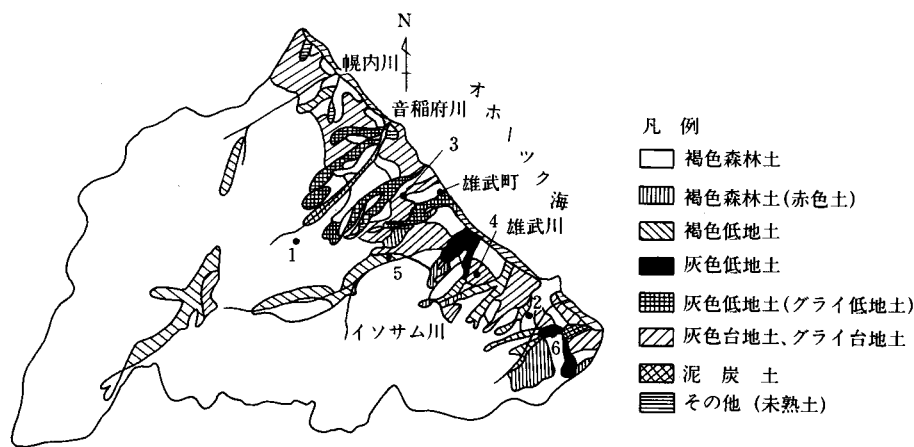 N
幌内川
音稲府川
オホーツク海
3
雄武町
4
雄武川
1
5
2
イソサム川
6
凡例
褐色森林土
褐色森林土(赤色土)
褐色低地土
灰色低地土
灰色低地土(グライ低地土)
灰色台地土、グライ台地土
泥炭土
その他(未熟土)